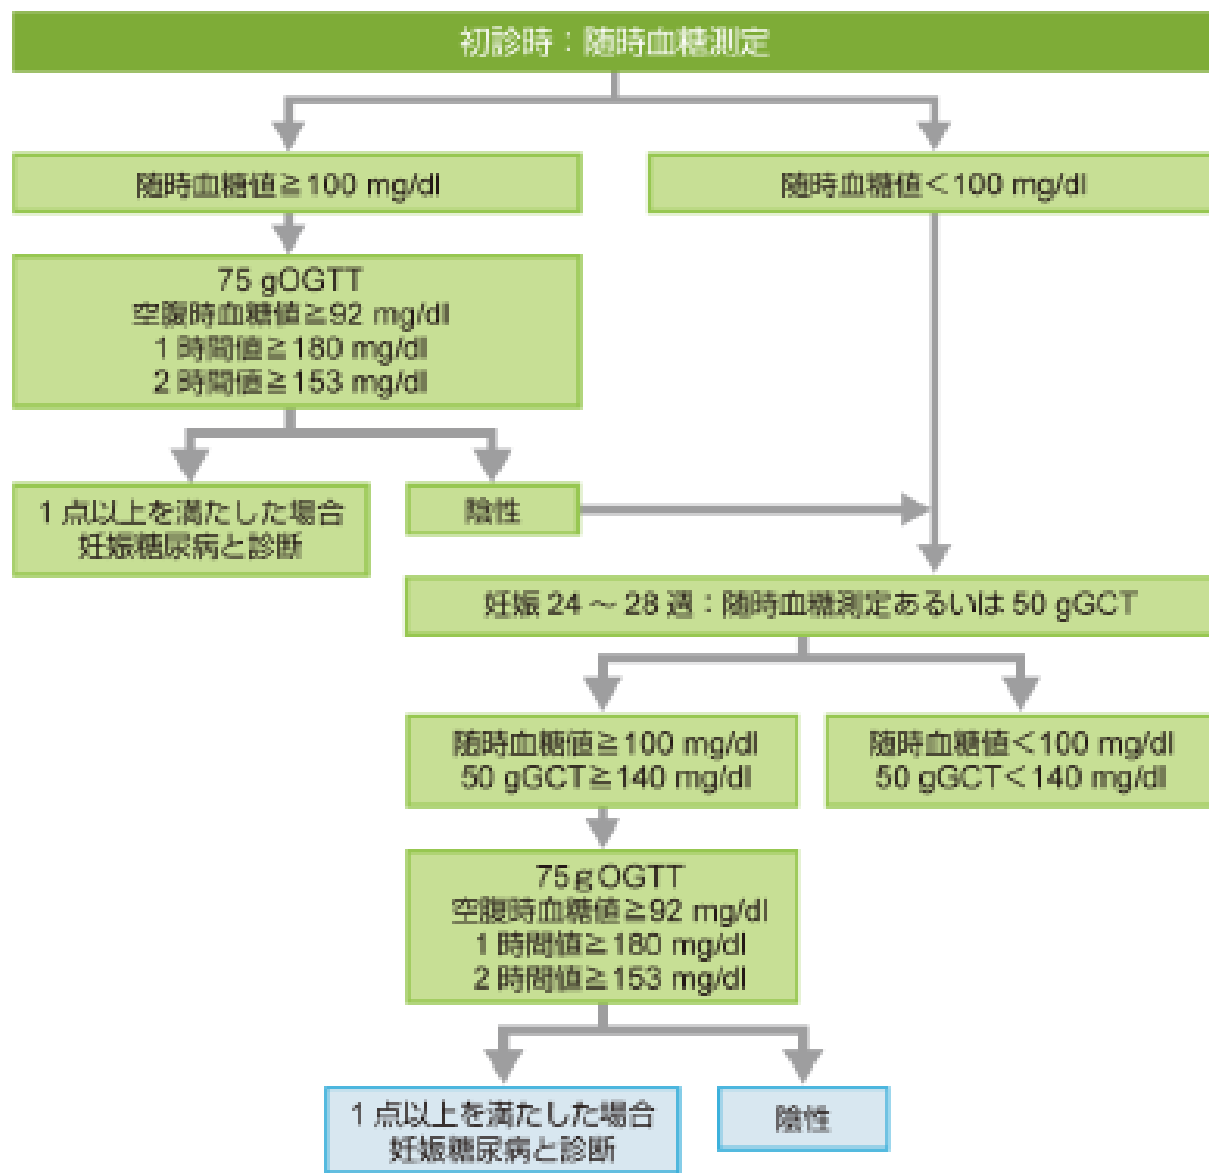 初診時：随時血糖測定
随時血糖値≧100 mg/dl
随時血糖値＜100 mg/dl
75 gOGTT
空腹時血糖値≧92 mg/dl
1 時間値≧180 mg/dl
2 時間値≧153 mg/dl
1 点以上を満たした場合
妊娠糖尿病と診断
陰性
妊娠 24 ～ 28 週：随時血糖測定あるいは 50 gGCT
随時血糖値≧100 mg/dl
50 gGCT≧140 mg/dl
随時血糖値＜100 mg/dl
50 gGCT＜140 mg/dl
75g OGTT
空腹時血糖値≧92 mg/dl
1 時間値≧180 mg/dl
2 時間値≧153 mg/dl
1 点以上を満たした場合
妊娠糖尿病と診断
陰性